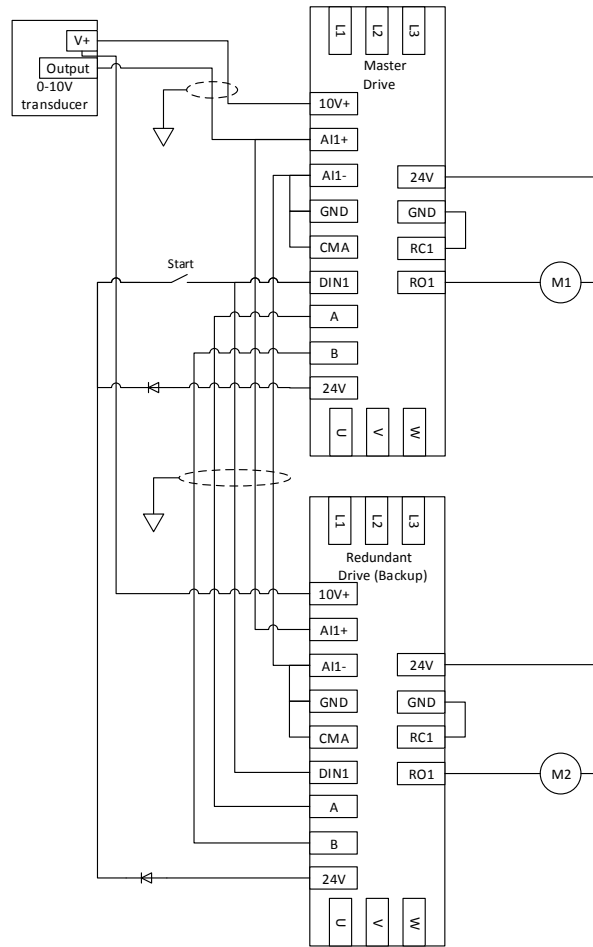 V+
Output
0-10V
transducer
L1
L2
L3
Master
Drive
10V+
AI1+
AI1-
GND
CMA
DIN1
A
B
24V
24V
GND
RC1
RO1
M1
Start
U
V
W
L1
L2
L3
Redundant
Drive (Backup)
10V+
AI1+
AI1-
GND
CMA
DIN1
A
B
24V
24V
GND
RC1
RO1
M2
U
V
W